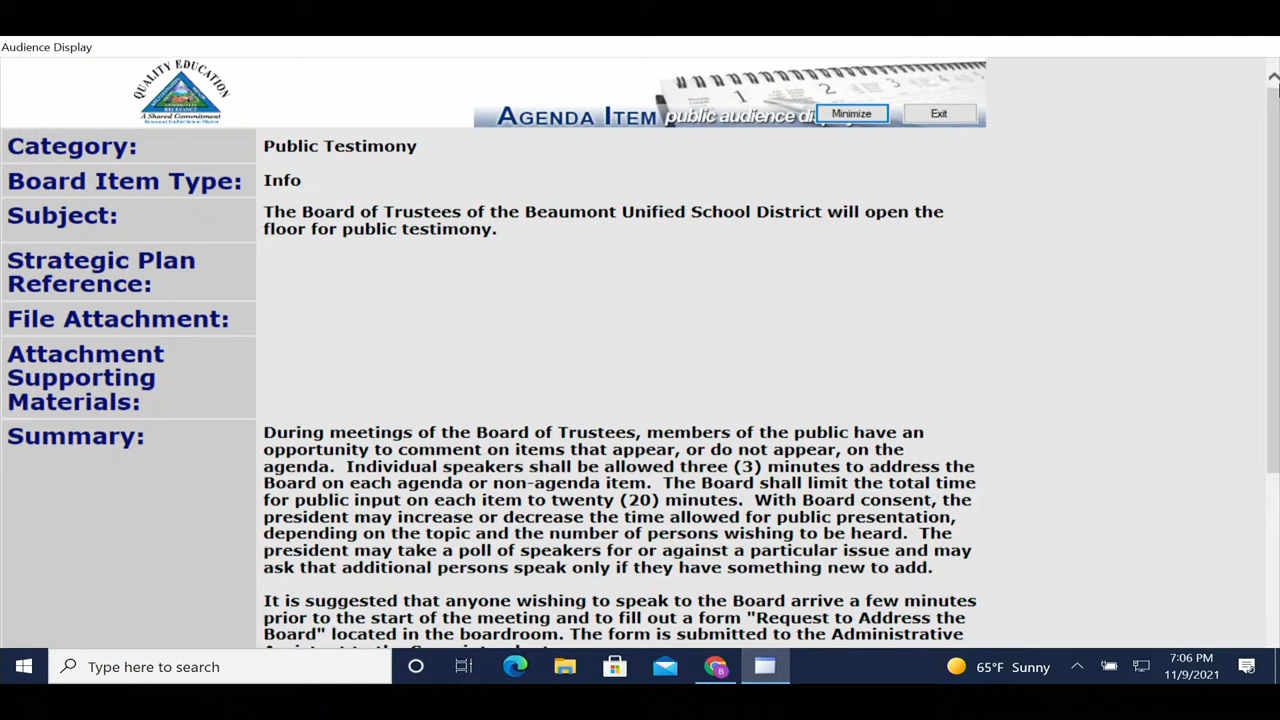 Audience Display
QUALITY EDUCATION
A Shared Commitment
Beaumont Unified School District
1 2 3 4 5
AGENDA ITEM public audience
Minimize
Exit
Category:
Public Testimony
Board Item Type:
Info
Subject:
The Board of Trustees of the Beaumont Unified School District will open the
floor for public testimony.
Strategic Plan
Reference:
File Attachment:
Attachment
Supporting
Materials:
Summary:
During meetings of the Board of Trustees, members of the public have an
opportunity to comment on items that appear, or do not appear, on the
agenda.  Individual speakers shall be allowed three (3) minutes to address the
Board on each agenda or non-agenda item.  The Board shall limit the total time
for public input on each item to twenty (20) minutes.  With Board consent, the
president may increase or decrease the time allowed for public presentation,
depending on the topic and the number of persons wishing to be heard.  The
president may take a poll of speakers for or against a particular issue and may
ask that additional persons speak only if they have something new to add.
It is suggested that anyone wishing to speak to the Board arrive a few minutes
prior to the start of the meeting and to fill out a form "Request to Address the
Board" located in the boardroom. The form is submitted to the Administrative
Type here to search
B
65°F Sunny
7:06 PM
11/9/2021